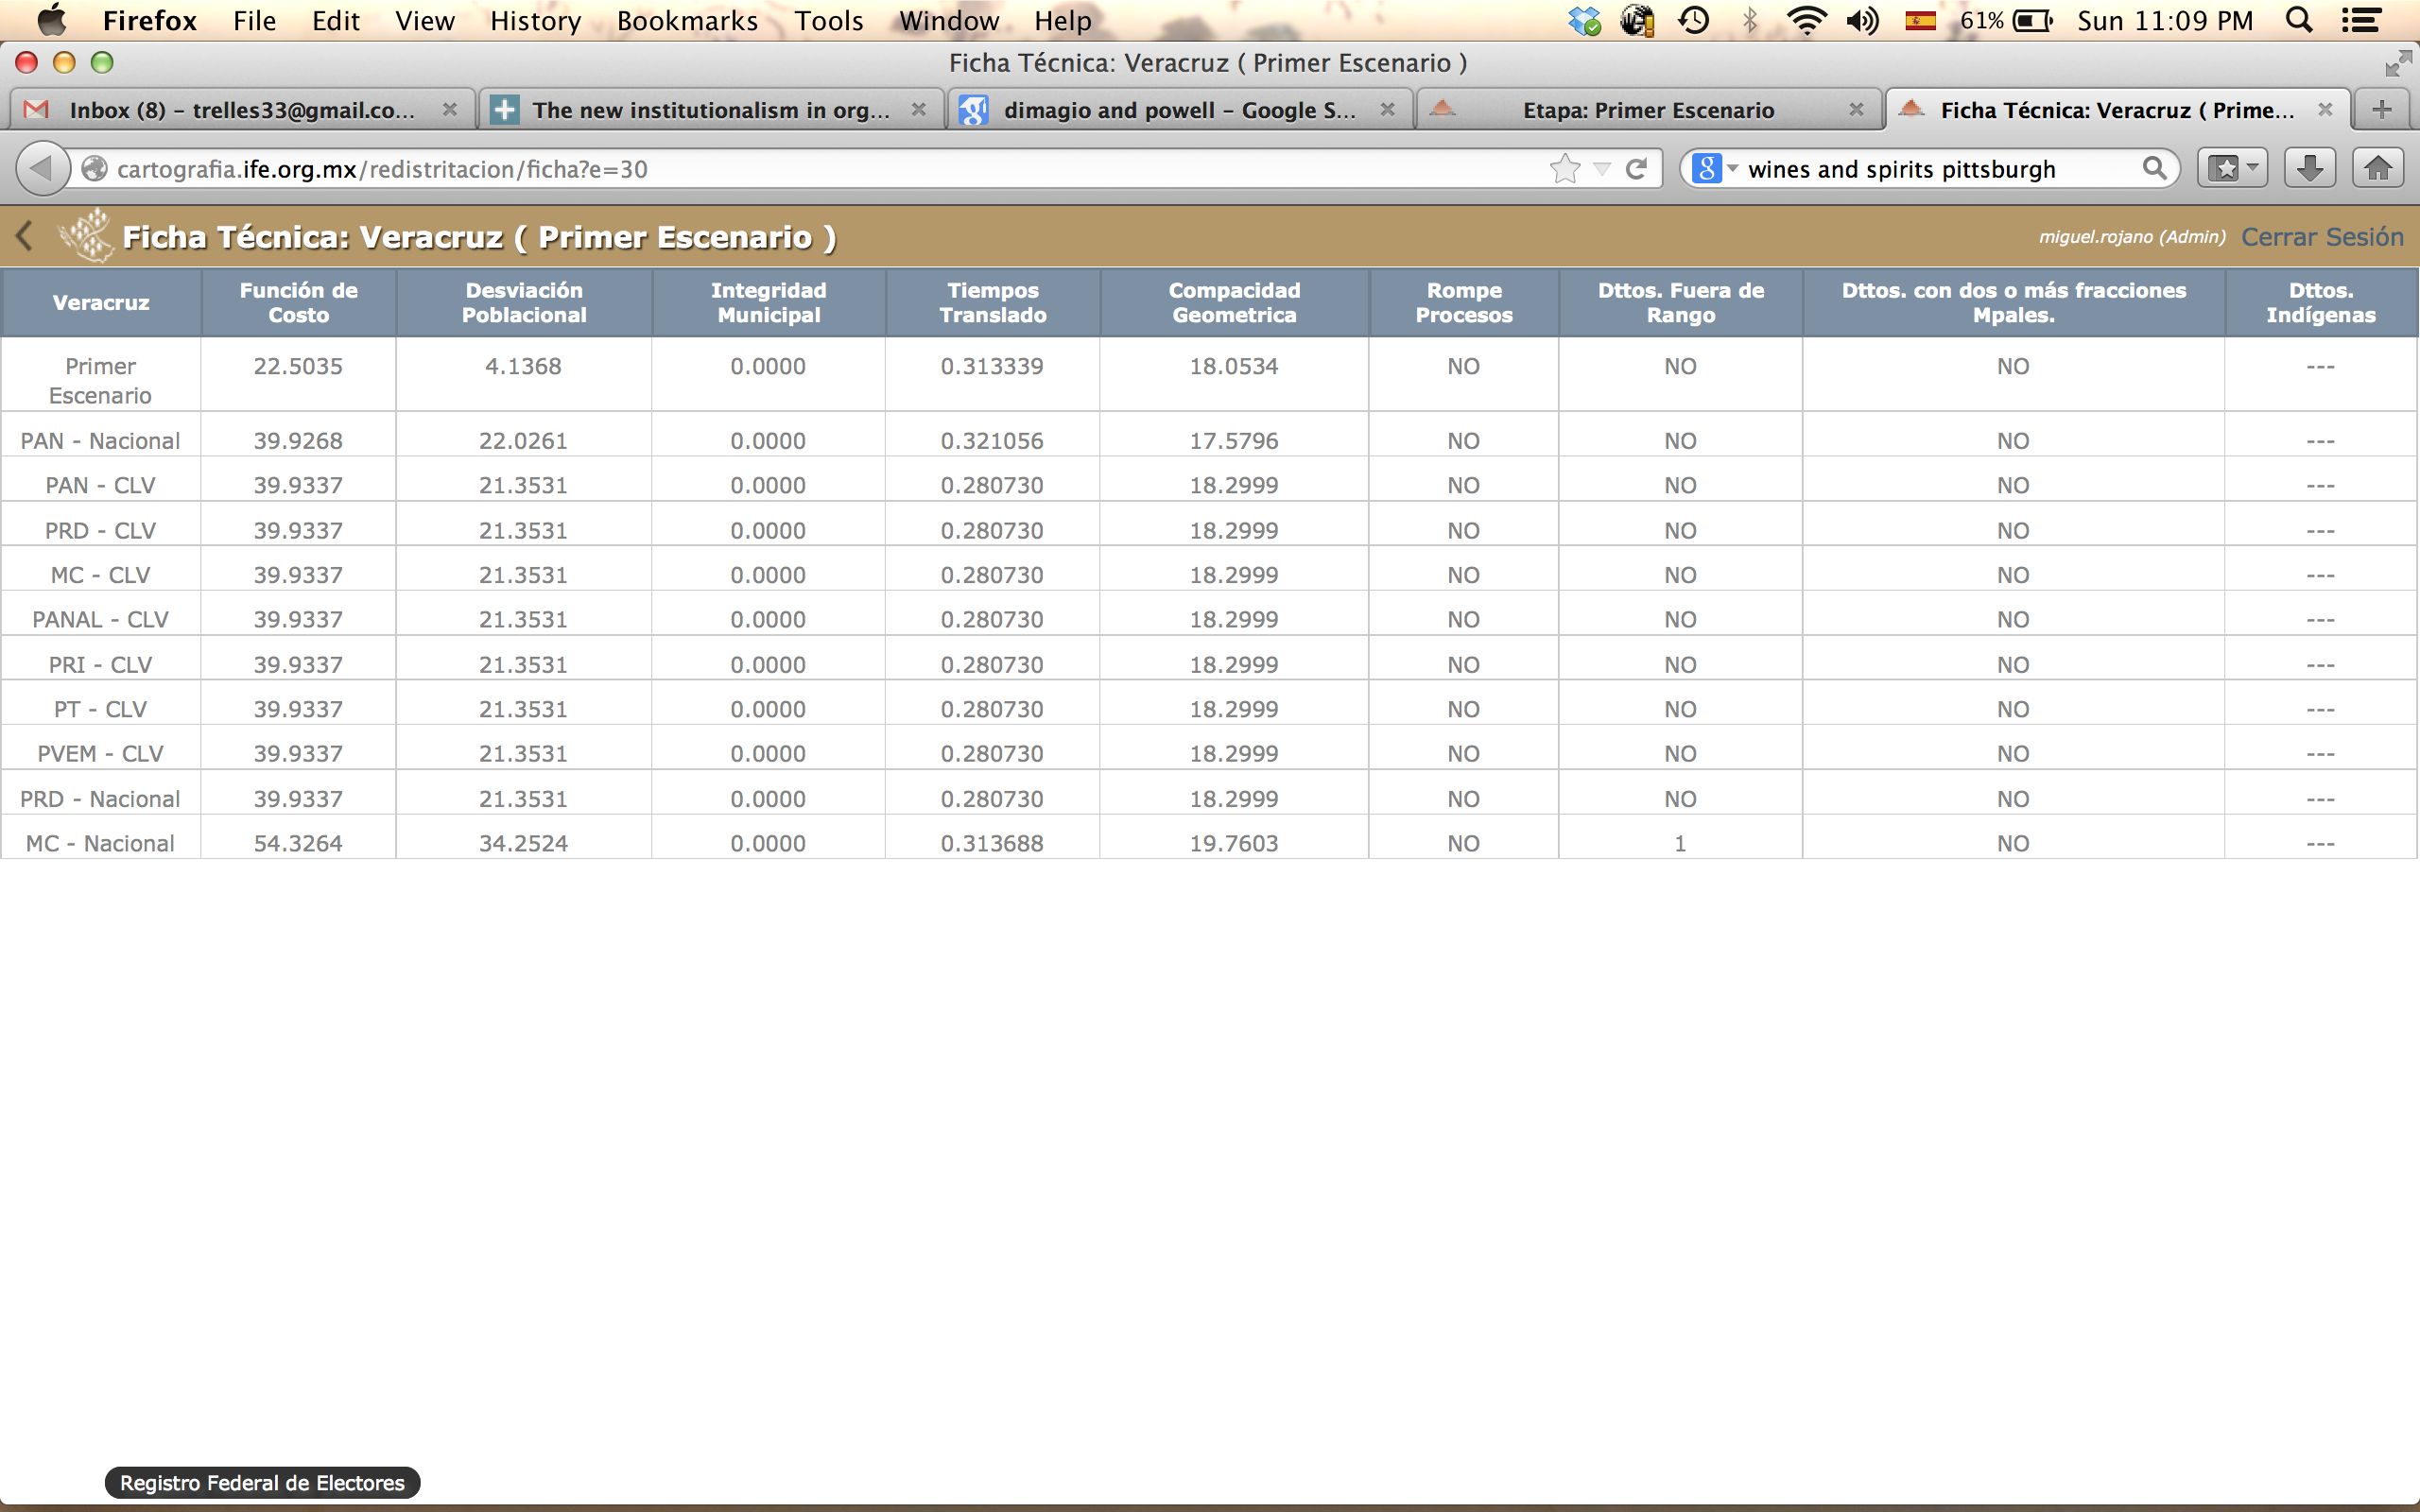 Firefox File Edit View History Bookmarks Tools Window Help 61% Sun 11:09 PM
Ficha Técnica: Veracruz ( Primer Escenario )
Inbox (8) – trelles33@gmail.co... The new institutionalism in org... dimagio and powell – Google S... Etapa: Primer Escenario Ficha Técnica: Veracruz ( Prime...
cartografia.ife.org.mx/redistritacion/ficha?e=30 wines and spirits pittsburgh
Ficha Técnica: Veracruz ( Primer Escenario ) miguel.rojano (Admin) Cerrar Sesión
Veracruz Función de Costo Desviación Poblacional Integridad Municipal Tiempos Translado Compacidad Geometrica Rompe Procesos Dttos. Fuera de Rango Dttos. con dos o más fracciones Mpales. Dttos. Indígenas
Primer Escenario 22.5035 4.1368 0.0000 0.313339 18.0534 NO NO NO ---
PAN - Nacional 39.9268 22.0261 0.0000 0.321056 17.5796 NO NO NO ---
PAN - CLV 39.9337 21.3531 0.0000 0.280730 18.2999 NO NO NO ---
PRD - CLV 39.9337 21.3531 0.0000 0.280730 18.2999 NO NO NO ---
MC - CLV 39.9337 21.3531 0.0000 0.280730 18.2999 NO NO NO ---
PANAL - CLV 39.9337 21.3531 0.0000 0.280730 18.2999 NO NO NO ---
PRI - CLV 39.9337 21.3531 0.0000 0.280730 18.2999 NO NO NO ---
PT - CLV 39.9337 21.3531 0.0000 0.280730 18.2999 NO NO NO ---
PVEM - CLV 39.9337 21.3531 0.0000 0.280730 18.2999 NO NO NO ---
PRD - Nacional 39.9337 21.3531 0.0000 0.280730 18.2999 NO NO NO ---
MC - Nacional 54.3264 34.2524 0.0000 0.313688 19.7603 NO 1 NO ---
Registro Federal de Electores